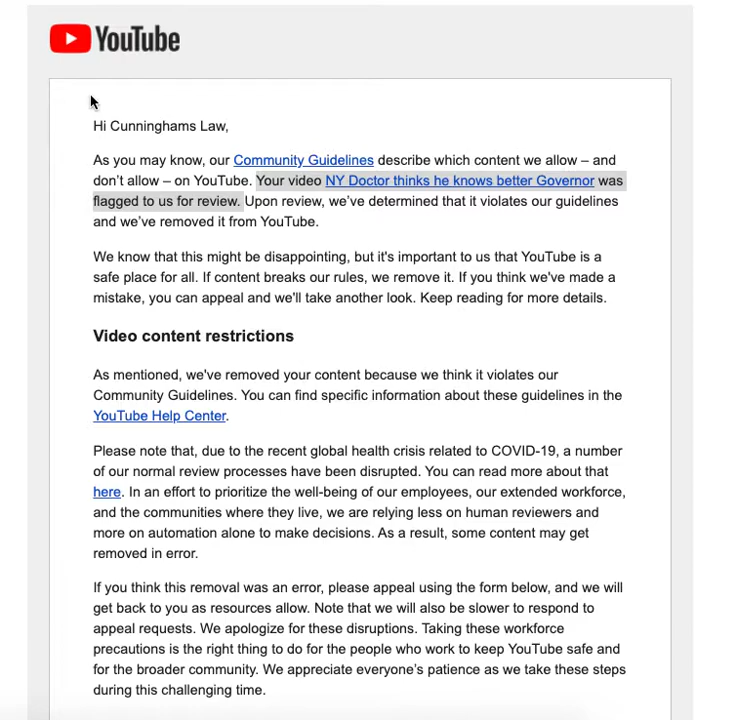 YouTube
Hi Cunninghams Law,
As you may know, our Community Guidelines describe which content we allow – and
don’t allow – on YouTube. Your video NY Doctor thinks he knows better Governor was
flagged to us for review. Upon review, we’ve determined that it violates our guidelines
and we’ve removed it from YouTube.
We know that this might be disappointing, but it's important to us that YouTube is a
safe place for all. If content breaks our rules, we remove it. If you think we've made a
mistake, you can appeal and we'll take another look. Keep reading for more details.
Video content restrictions
As mentioned, we've removed your content because we think it violates our
Community Guidelines. You can find specific information about these guidelines in the
YouTube Help Center.
Please note that, due to the recent global health crisis related to COVID-19, a number
of our normal review processes have been disrupted. You can read more about that
here. In an effort to prioritize the well-being of our employees, our extended workforce,
and the communities where they live, we are relying less on human reviewers and
more on automation alone to make decisions. As a result, some content may get
removed in error.
If you think this removal was an error, please appeal using the form below, and we will
get back to you as resources allow. Note that we will also be slower to respond to
appeal requests. We apologize for these disruptions. Taking these workforce
precautions is the right thing to do for the people who work to keep YouTube safe and
for the broader community. We appreciate everyone’s patience as we take these steps
during this challenging time.